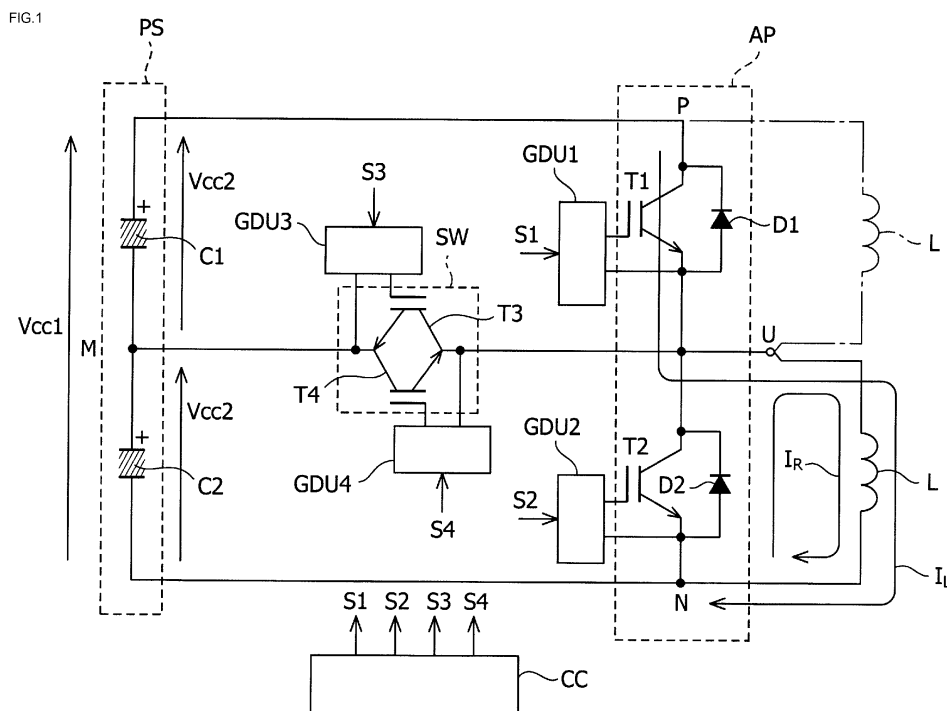 FIG.1
PS
AP
P
GDU1
T1
S3
Vcc2
GDU3
SW
S1
D1
L
C1
T3
Vcc1
M
U
T4
Vcc2
GDU2
T2
IR
L
C2
GDU4
D2
S2
S4
IL
N
S1 S2 S3 S4
CC
+
+